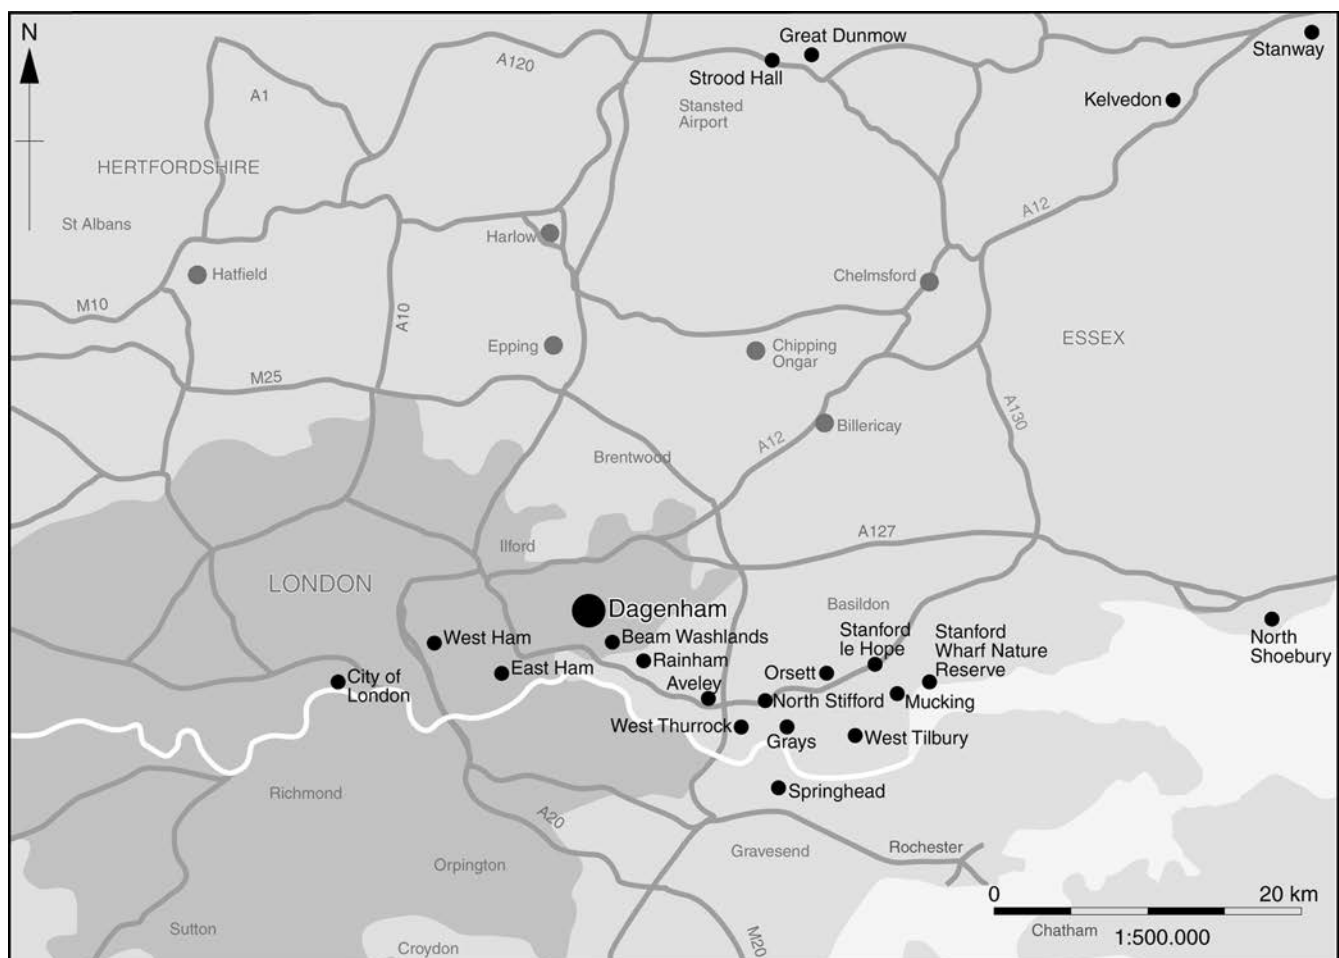 N
Great Dunmow
Strood Hall
Stansted
Airport
Stanway
Kelvedon
A120
A1
HERTFORDSHIRE
St Albans
A12
Harlow
Hatfield
Chelmsford
M10
A10
Epping
Chipping
Ongar
ESSEX
M25
A130
Billericay
A12
Brentwood
A127
Ilford
LONDON
Dagenham
Basildon
West Ham
Beam Washlands
Stanford
le Hope
Stanford
Wharf Nature
Reserve
North
Shoebury
East Ham
Rainham
Orsett
City of
London
Aveley
North Stifford
Mucking
West Thurrock
Grays
West Tilbury
Richmond
Springhead
A20
Orpington
Gravesend
Rochester
0
20 km
Sutton
Croydon
M20
Chatham
1:500.000